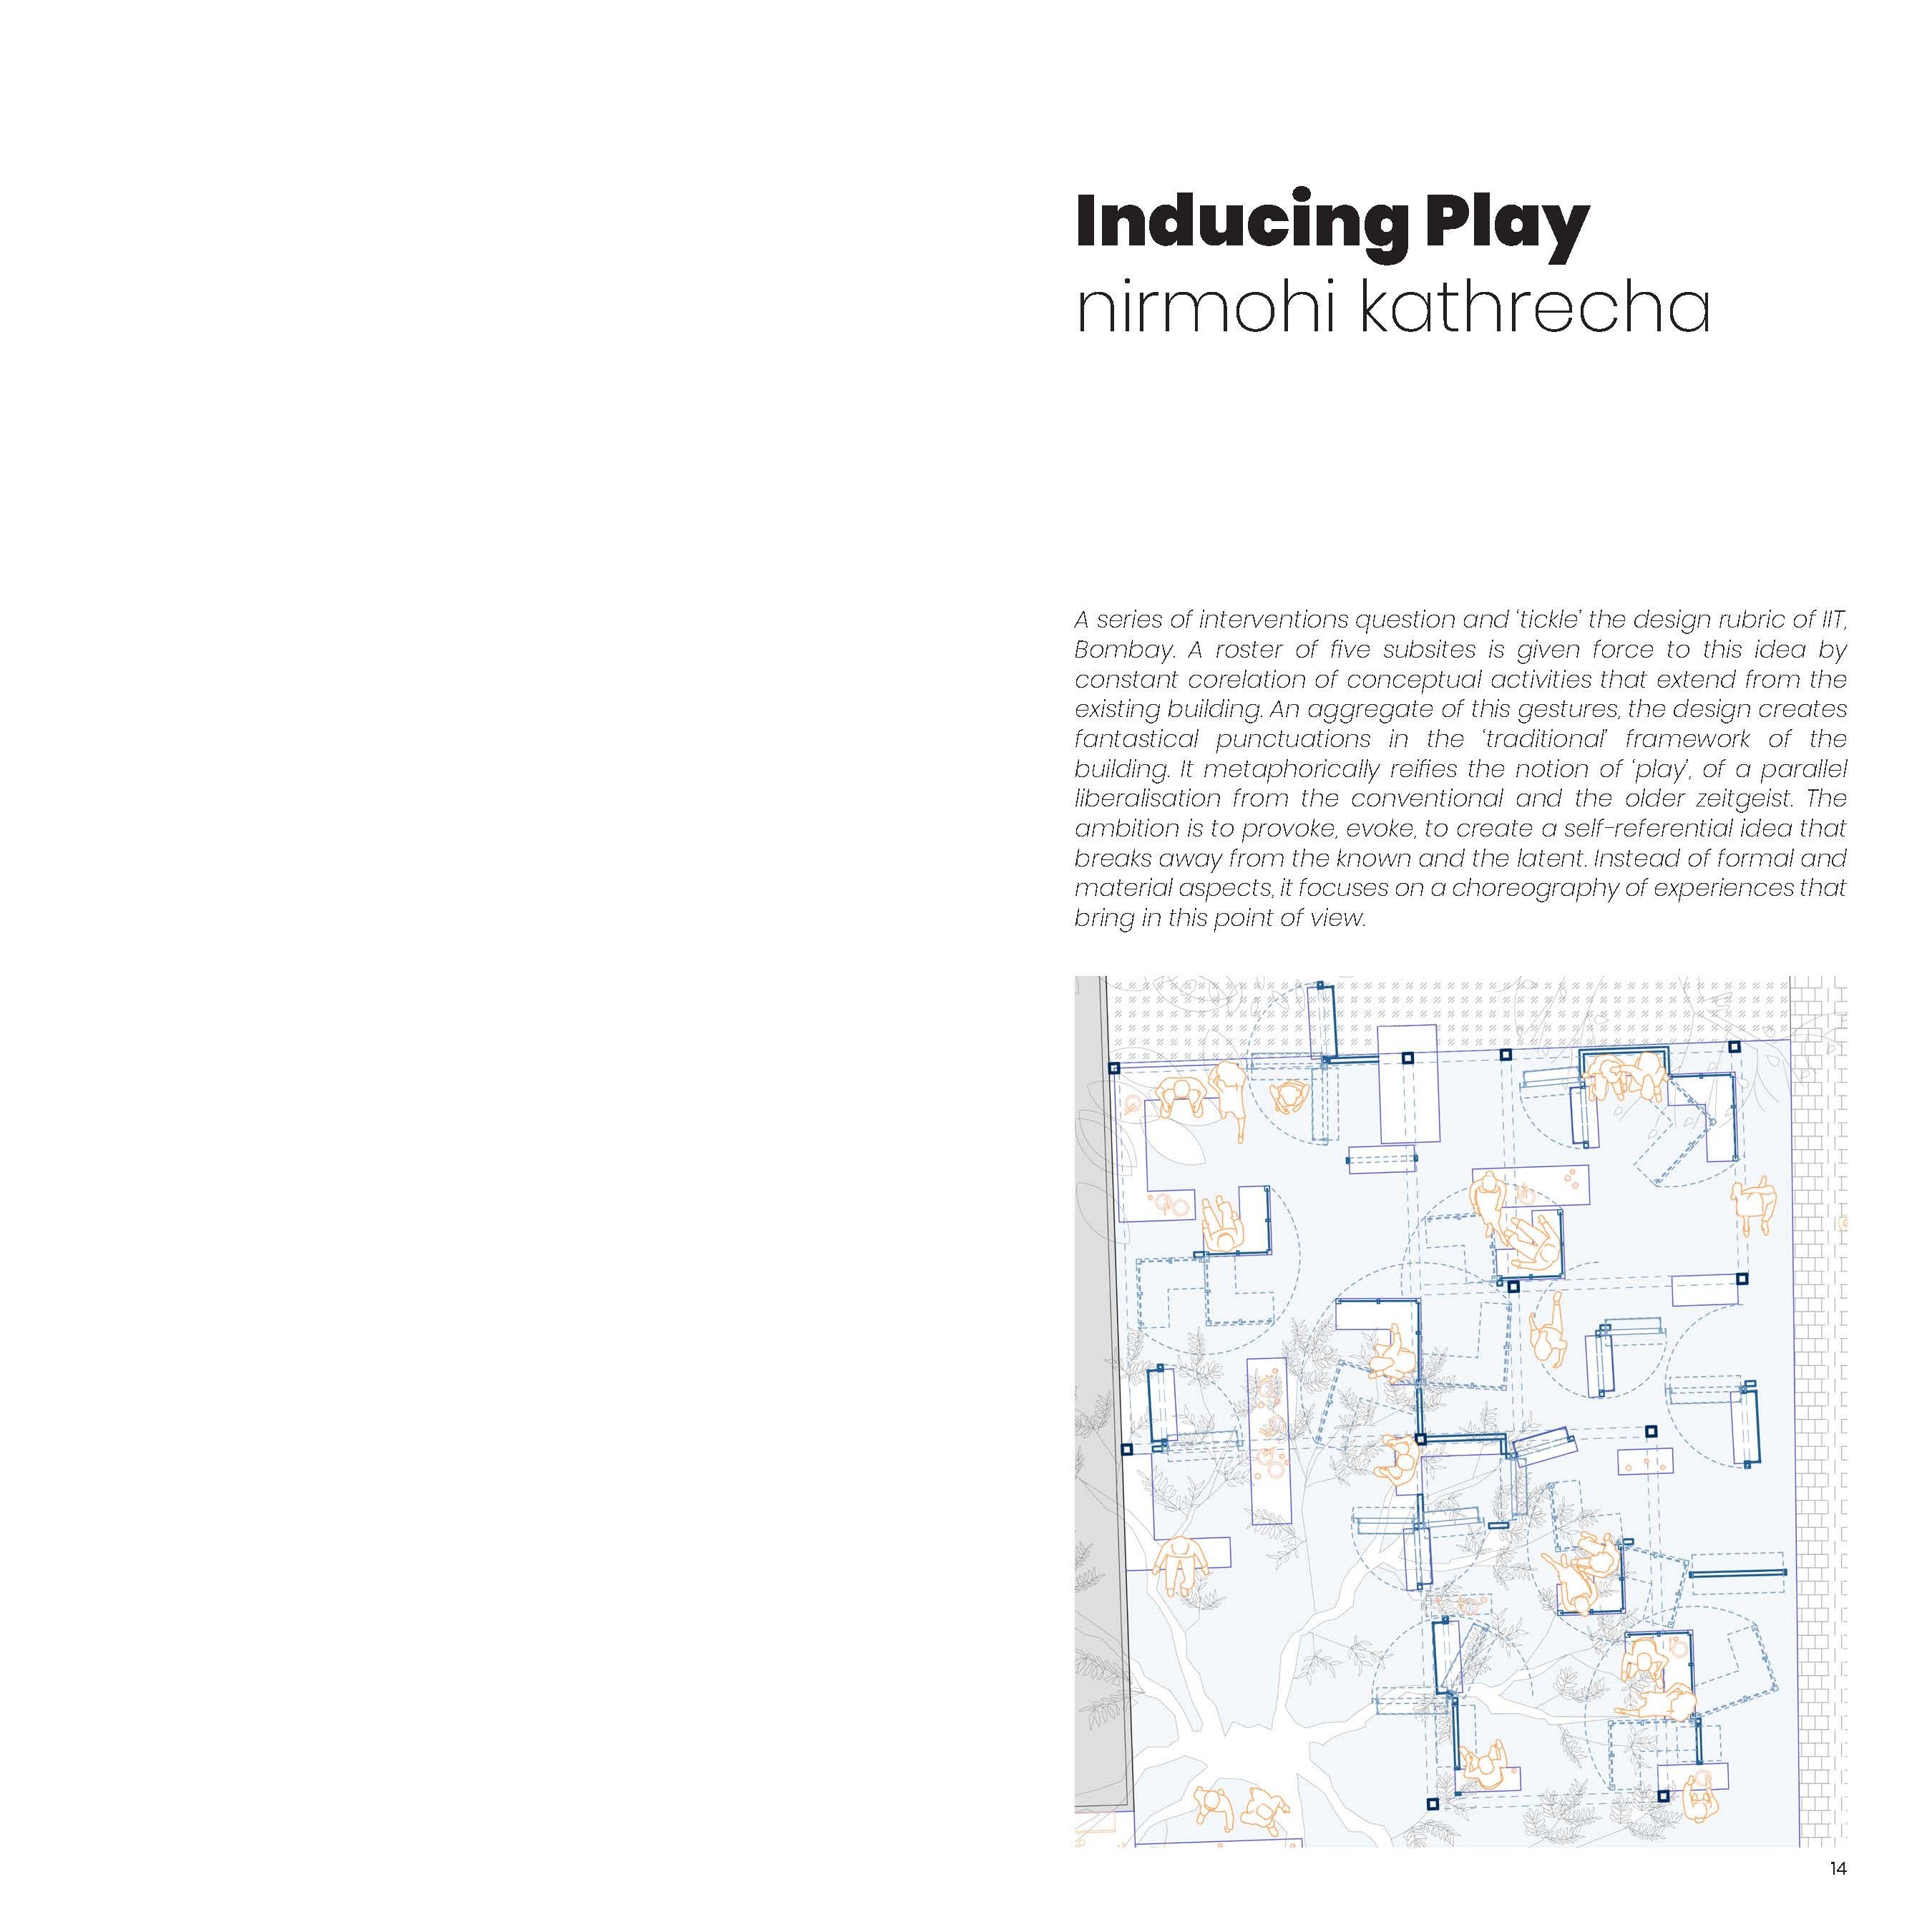 Inducing Play
nirmohi kathrecha
A series of interventions question and ‘tickle’ the design rubric of IIT,
Bombay. A roster of five subsites is given force to this idea by
constant corelation of conceptual activities that extend from the
existing building. An aggregate of this gestures, the design creates
fantastical punctuations in the ‘traditional’ framework of the
building. It metaphorically reifies the notion of ‘play’, of a parallel
liberalisation from the conventional and the older zeitgeist. The
ambition is to provoke, evoke, to create a self-referential idea that
breaks away from the known and the latent. Instead of formal and
material aspects, it focuses on a choreography of experiences that
bring in this point of view.
14